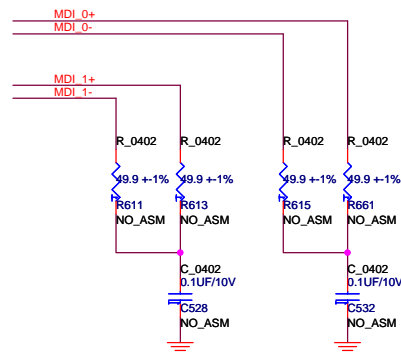 MDI_0+
MDI_0-
MDI_1+
MDI_1-
R_0402 R_0402 R_0402 R_0402
49.9 +-1% 49.9 +-1% 49.9 +-1% 49.9 +-1%
R611 R613 R615 R661
NO_ASM NO_ASM NO_ASM NO_ASM
C_0402 C_0402
0.1UF/10V 0.1UF/10V
C528 C532
NO_ASM NO_ASM